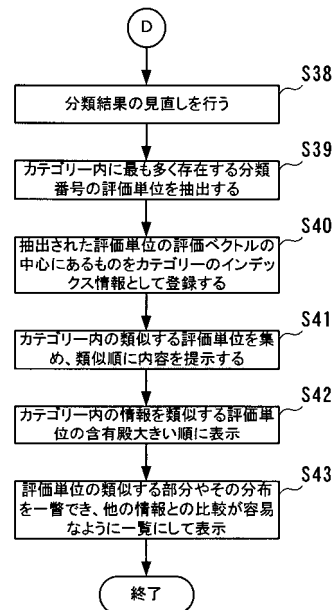 D
S38
分類結果の見直しを行う
S39
カテゴリー内に最も多く存在する分類
番号の評価単位を抽出する
S40
抽出された評価単位の評価ベクトルの
中心にあるものをカテゴリーのインデッ
クス情報として登録する
S41
カテゴリー内の類似する評価単位を集
め、類似順に内容を提示する
S42
カテゴリー内の情報を類似する評価単
位の含有殿大きい順に表示
S43
評価単位の類似する部分やその分布
を一瞥でき、他の情報との比較が容易
なように一覧にして表示
終了